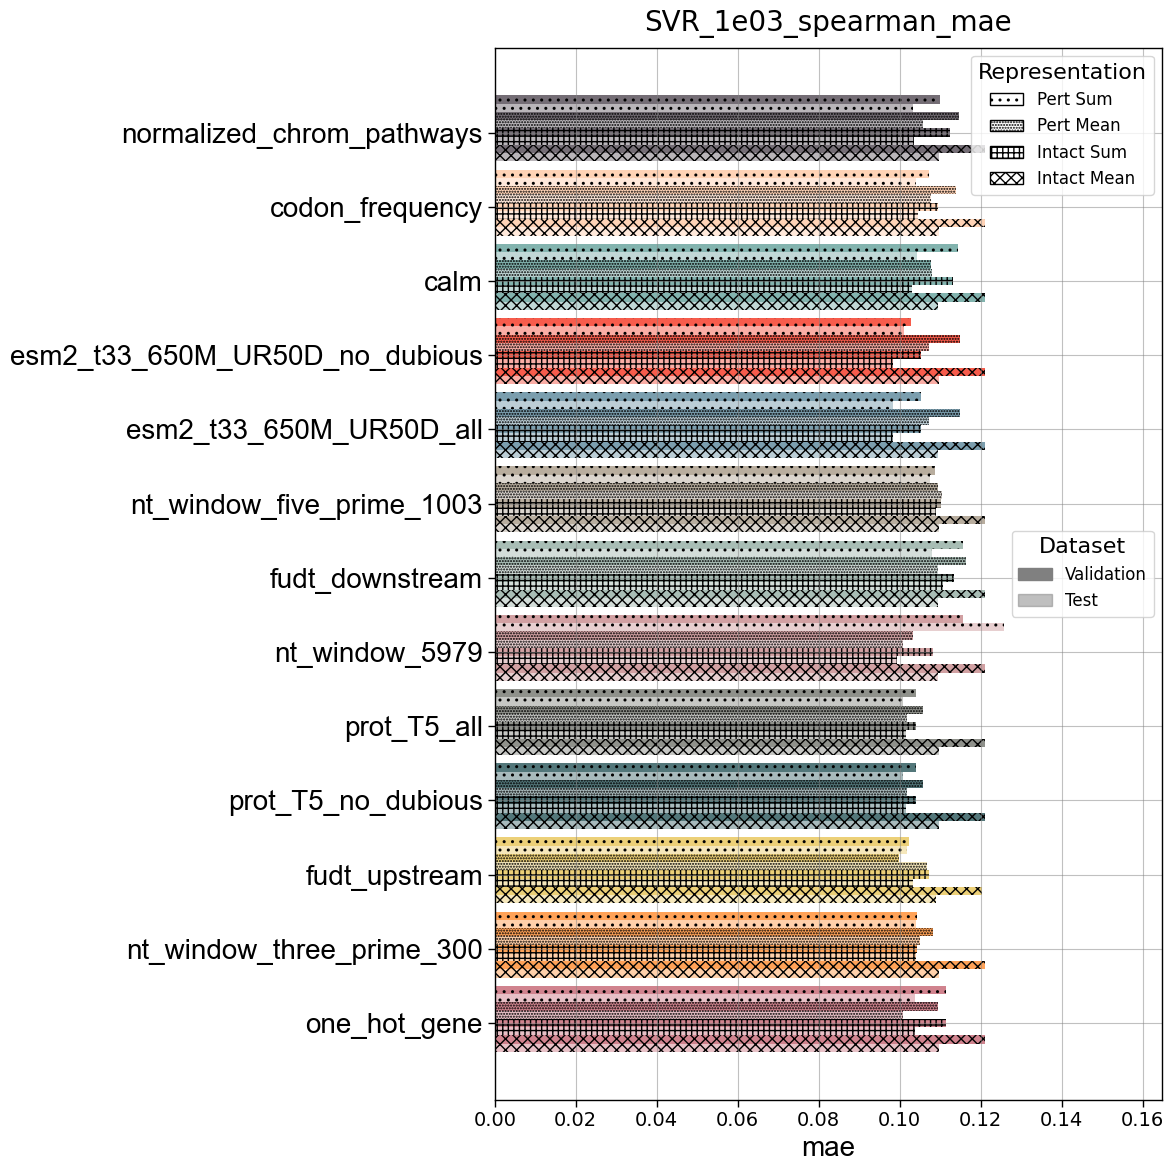 SVR_1e03_spearman_mae
Representation
Pert Sum
Pert Mean
Intact Sum
Intact Mean
normalized_chrom_pathways
codon_frequency
calm
esm2_t33_650M_UR50D_no_dubious
esm2_t33_650M_UR50D_all
nt_window_five_prime_1003
fudt_downstream
Dataset
Validation
Test
nt_window_5979
prot_T5_all
prot_T5_no_dubious
fudt_upstream
nt_window_three_prime_300
one_hot_gene
0.00 0.02 0.04 0.06 0.08 0.10 0.12 0.14 0.16
mae